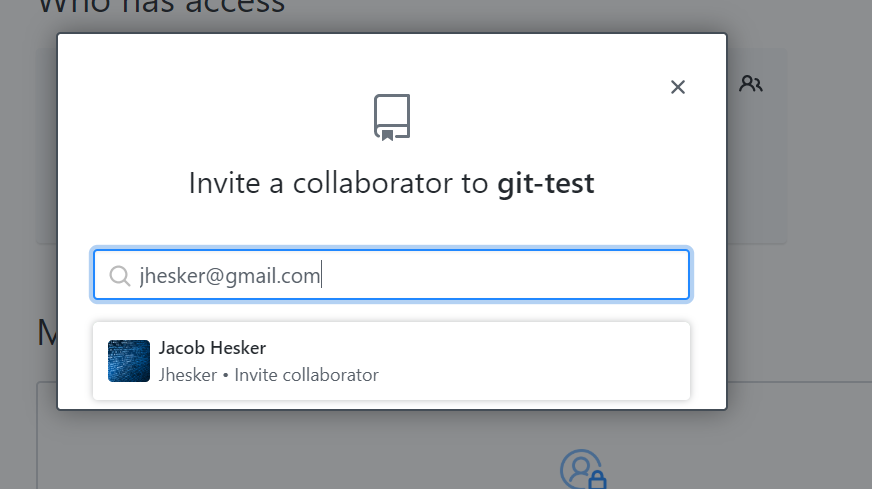 Who has access
Invite a collaborator to git-test
jhesker@gmail.com
Jacob Hesker
Jhesker • Invite collaborator
M